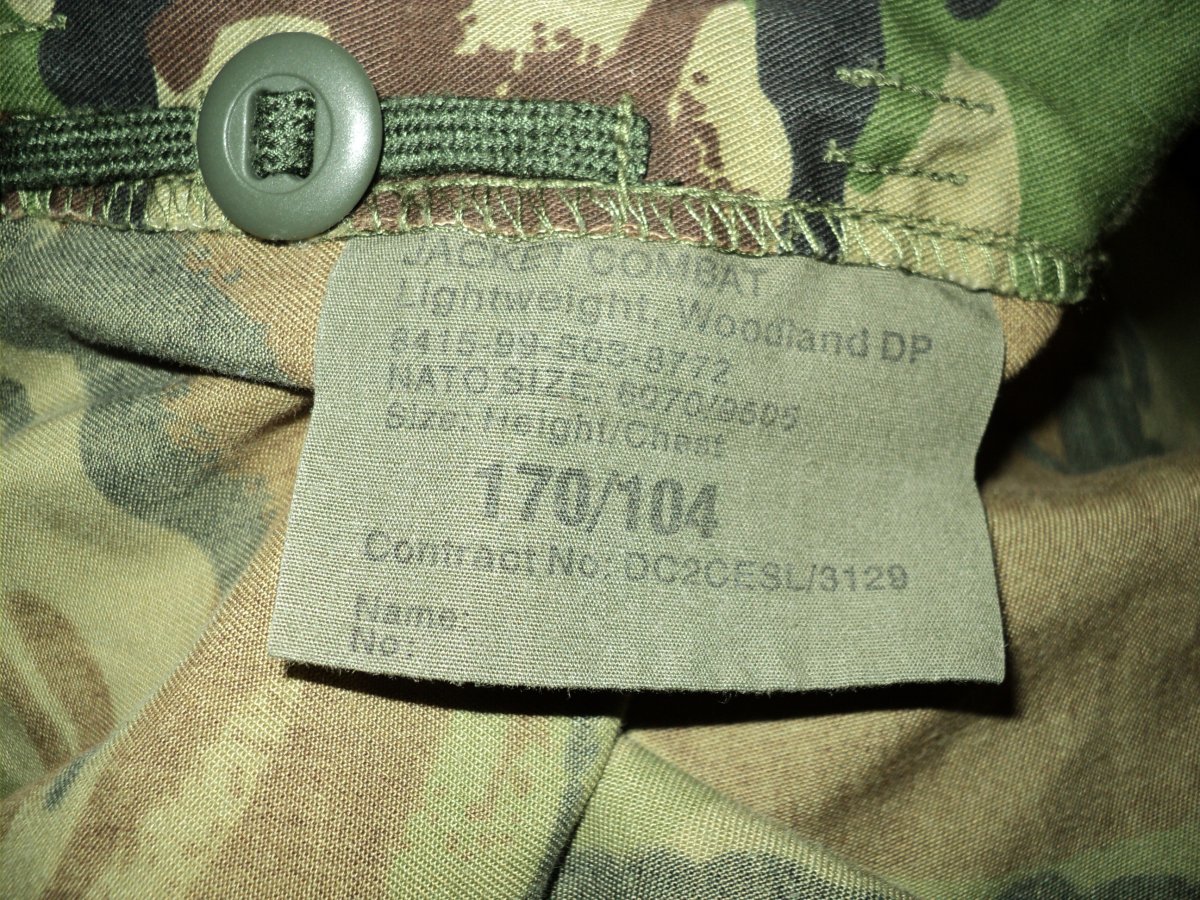 JACKET COMBAT
Lightweight, Woodland DP
8415-99-503-8772
NATO SIZE: 6070/9505
Size: Height/Chest
170/104
Contract No: DC2CESL/3129
Name:
No: